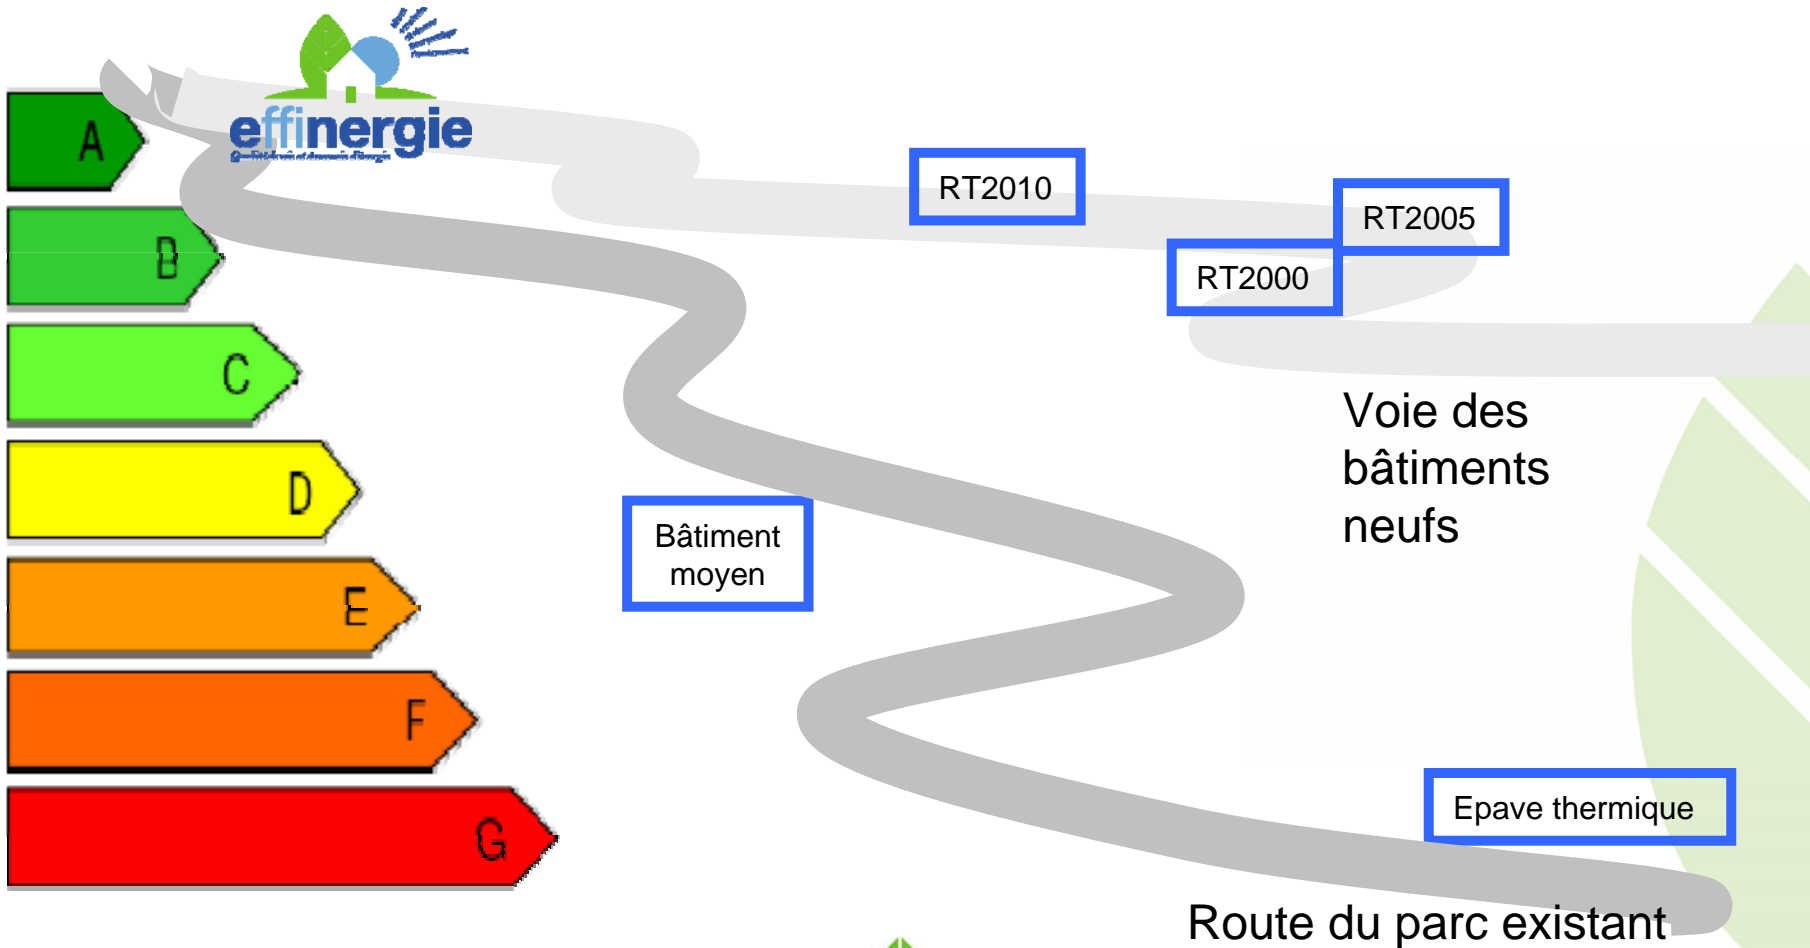 effinergie
A
B
C
D
E
F
G
RT2010
RT2005
RT2000
Voie des
bâtiments
neufs
Bâtiment
moyen
Epave thermique
Route du parc existant